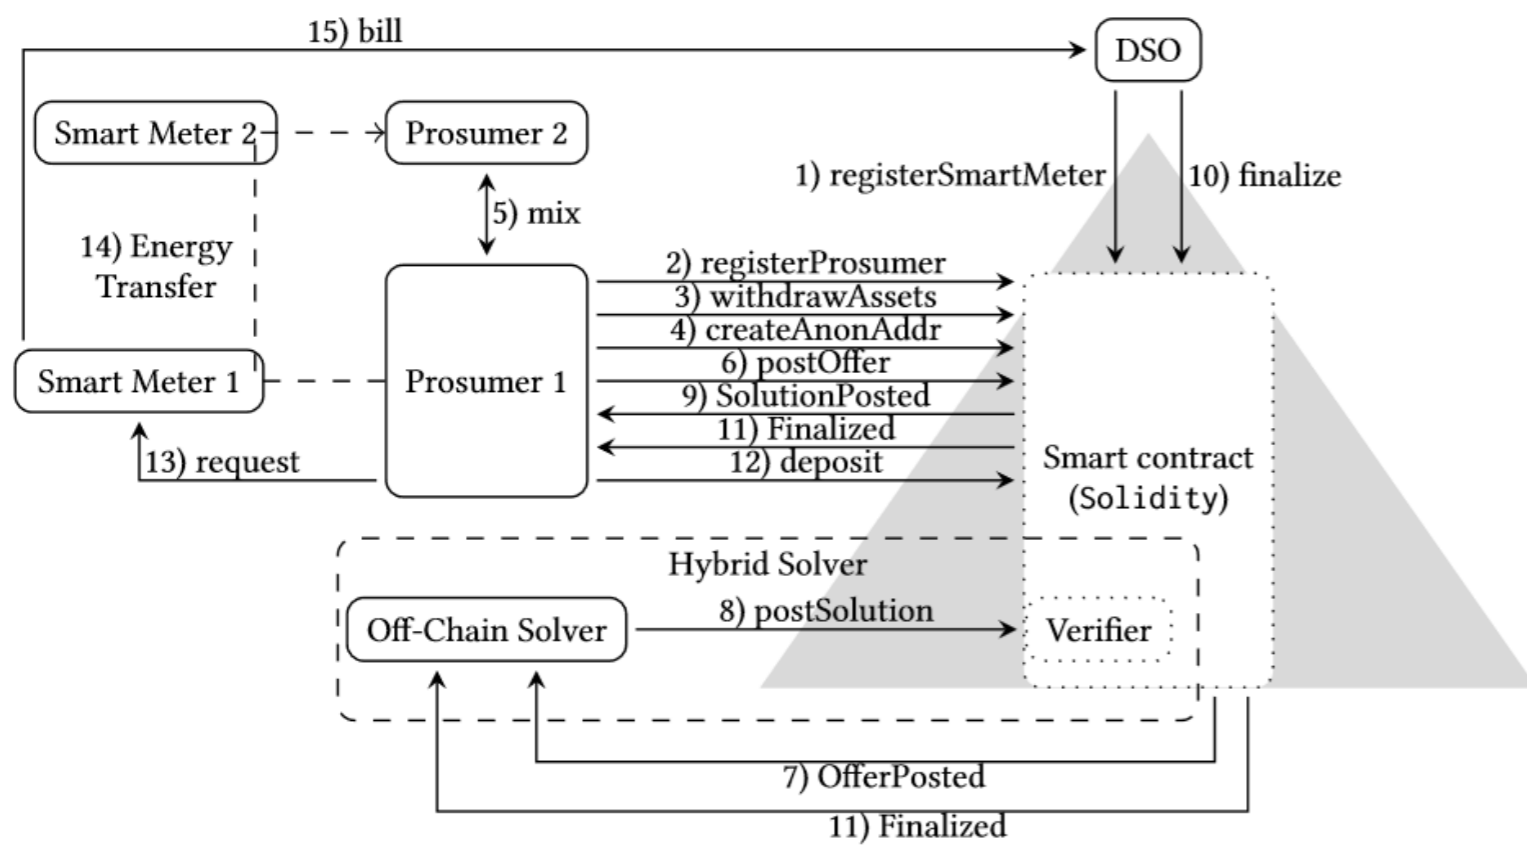 15) bill
DSO
Smart Meter 2
Prosumer 2
1) registerSmartMeter
10) finalize
5) mix
14) Energy
Transfer
2) registerProsumer
3) withdrawAssets
4) createAnonAddr
6) postOffer
Smart Meter 1
Prosumer 1
9) SolutionPosted
11) Finalized
12) deposit
13) request
Smart contract
(Solidity)
Hybrid Solver
8) postSolution
Off-Chain Solver
Verifier
7) OfferPosted
11) Finalized